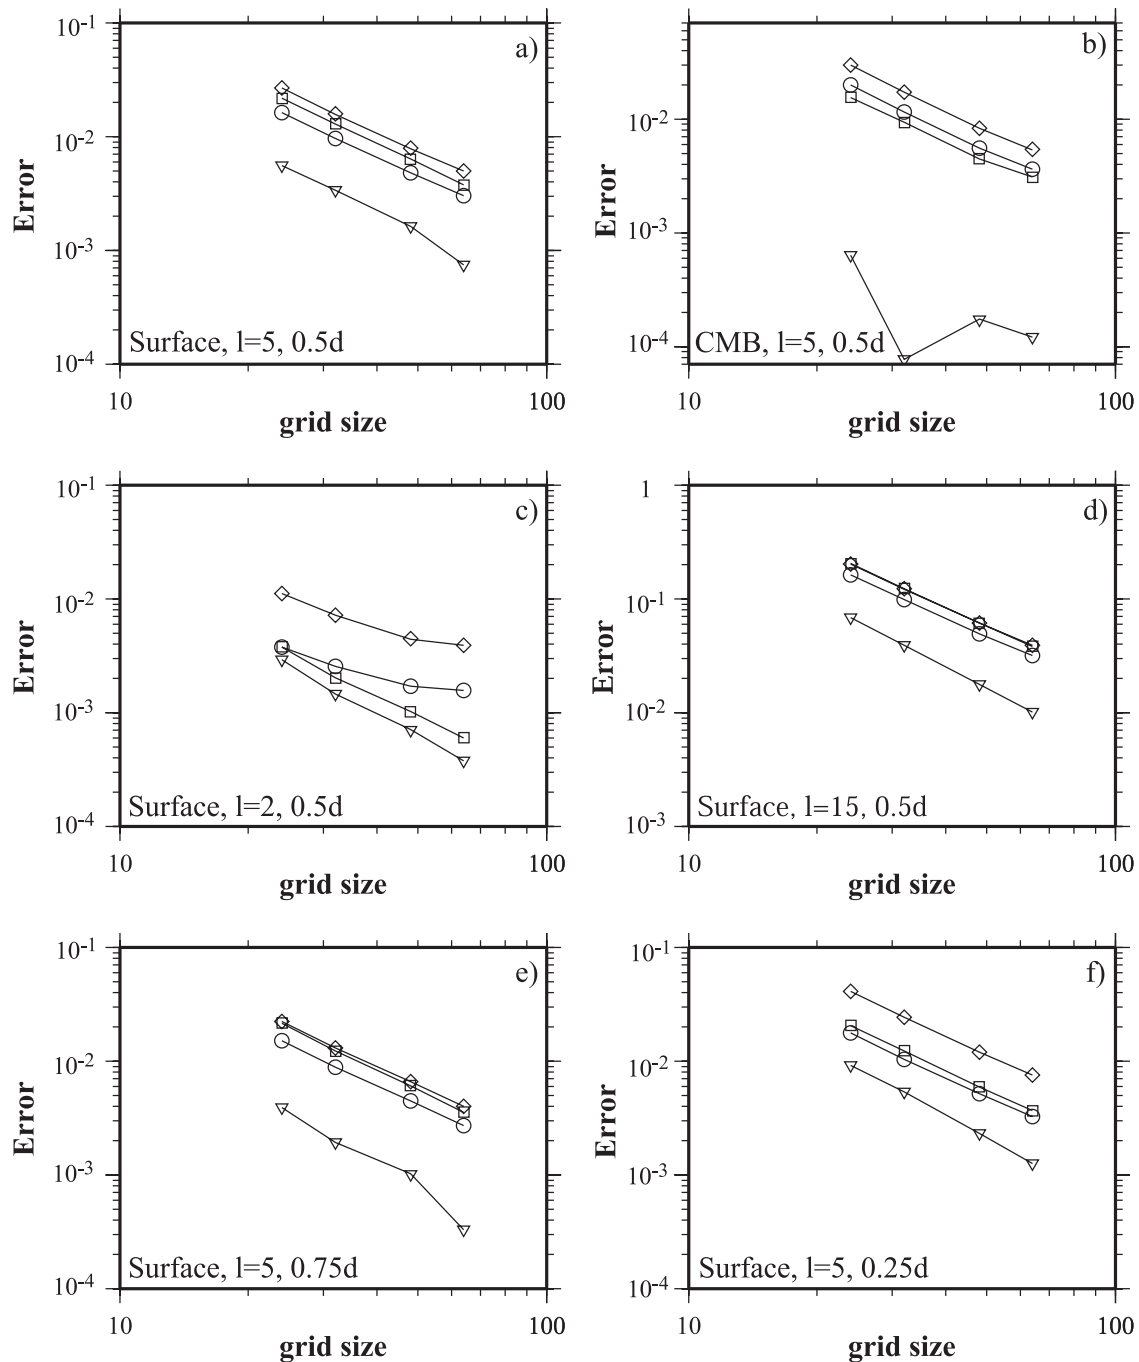 a)
10-1
10-2
10-3
10-4
Error
Surface, l=5, 0.5d
10
100
grid size
b)
10-2
10-3
10-4
Error
CMB, l=5, 0.5d
10
100
grid size
c)
10-1
10-2
10-3
10-4
Error
Surface, l=2, 0.5d
10
100
grid size
d)
1
10-1
10-2
10-3
Error
Surface, l=15, 0.5d
10
100
grid size
e)
10-1
10-2
10-3
10-4
Error
Surface, l=5, 0.75d
10
100
grid size
f)
10-1
10-2
10-3
10-4
Error
Surface, l=5, 0.25d
10
100
grid size